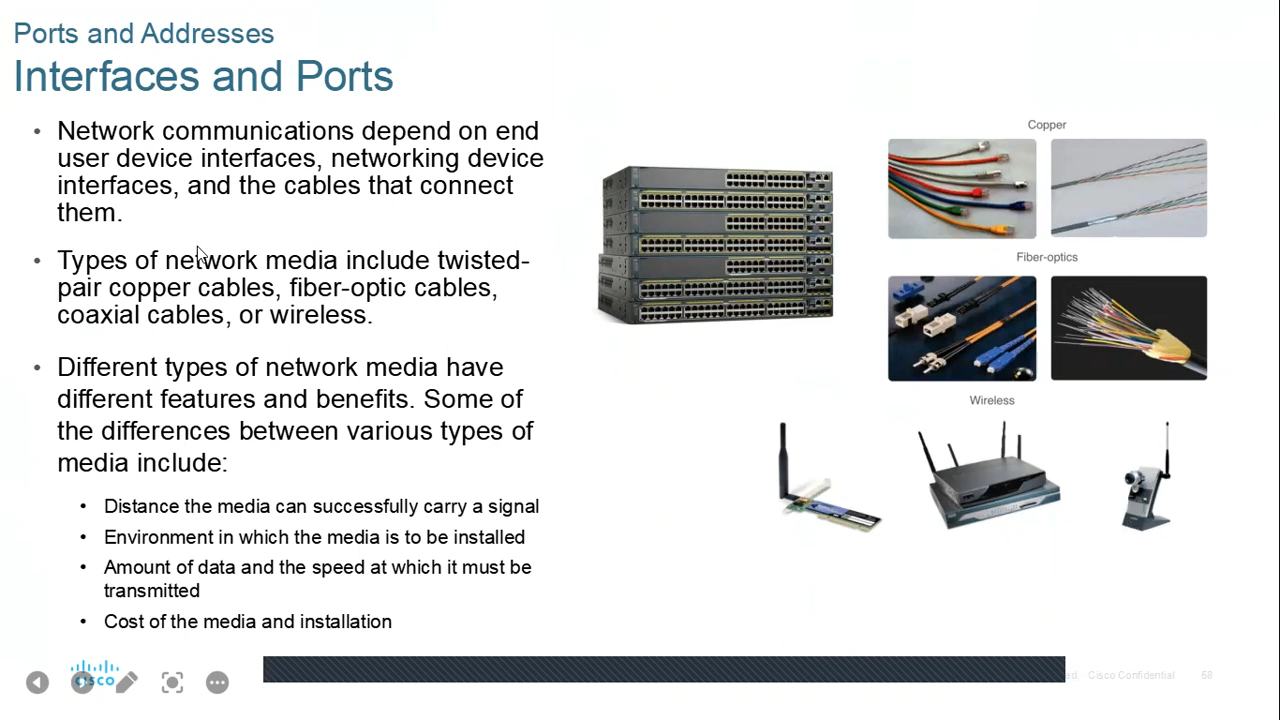 Ports and Addresses
Interfaces and Ports
• Network communications depend on end
user device interfaces, networking device
interfaces, and the cables that connect
them.
• Types of network media include twisted-
pair copper cables, fiber-optic cables,
coaxial cables, or wireless.
• Different types of network media have
different features and benefits. Some of
the differences between various types of
media include:
• Distance the media can successfully carry a signal
• Environment in which the media is to be installed
• Amount of data and the speed at which it must be
transmitted
• Cost of the media and installation
Copper
Fiber-optics
Wireless
cisco
ed. Cisco Confidential
68